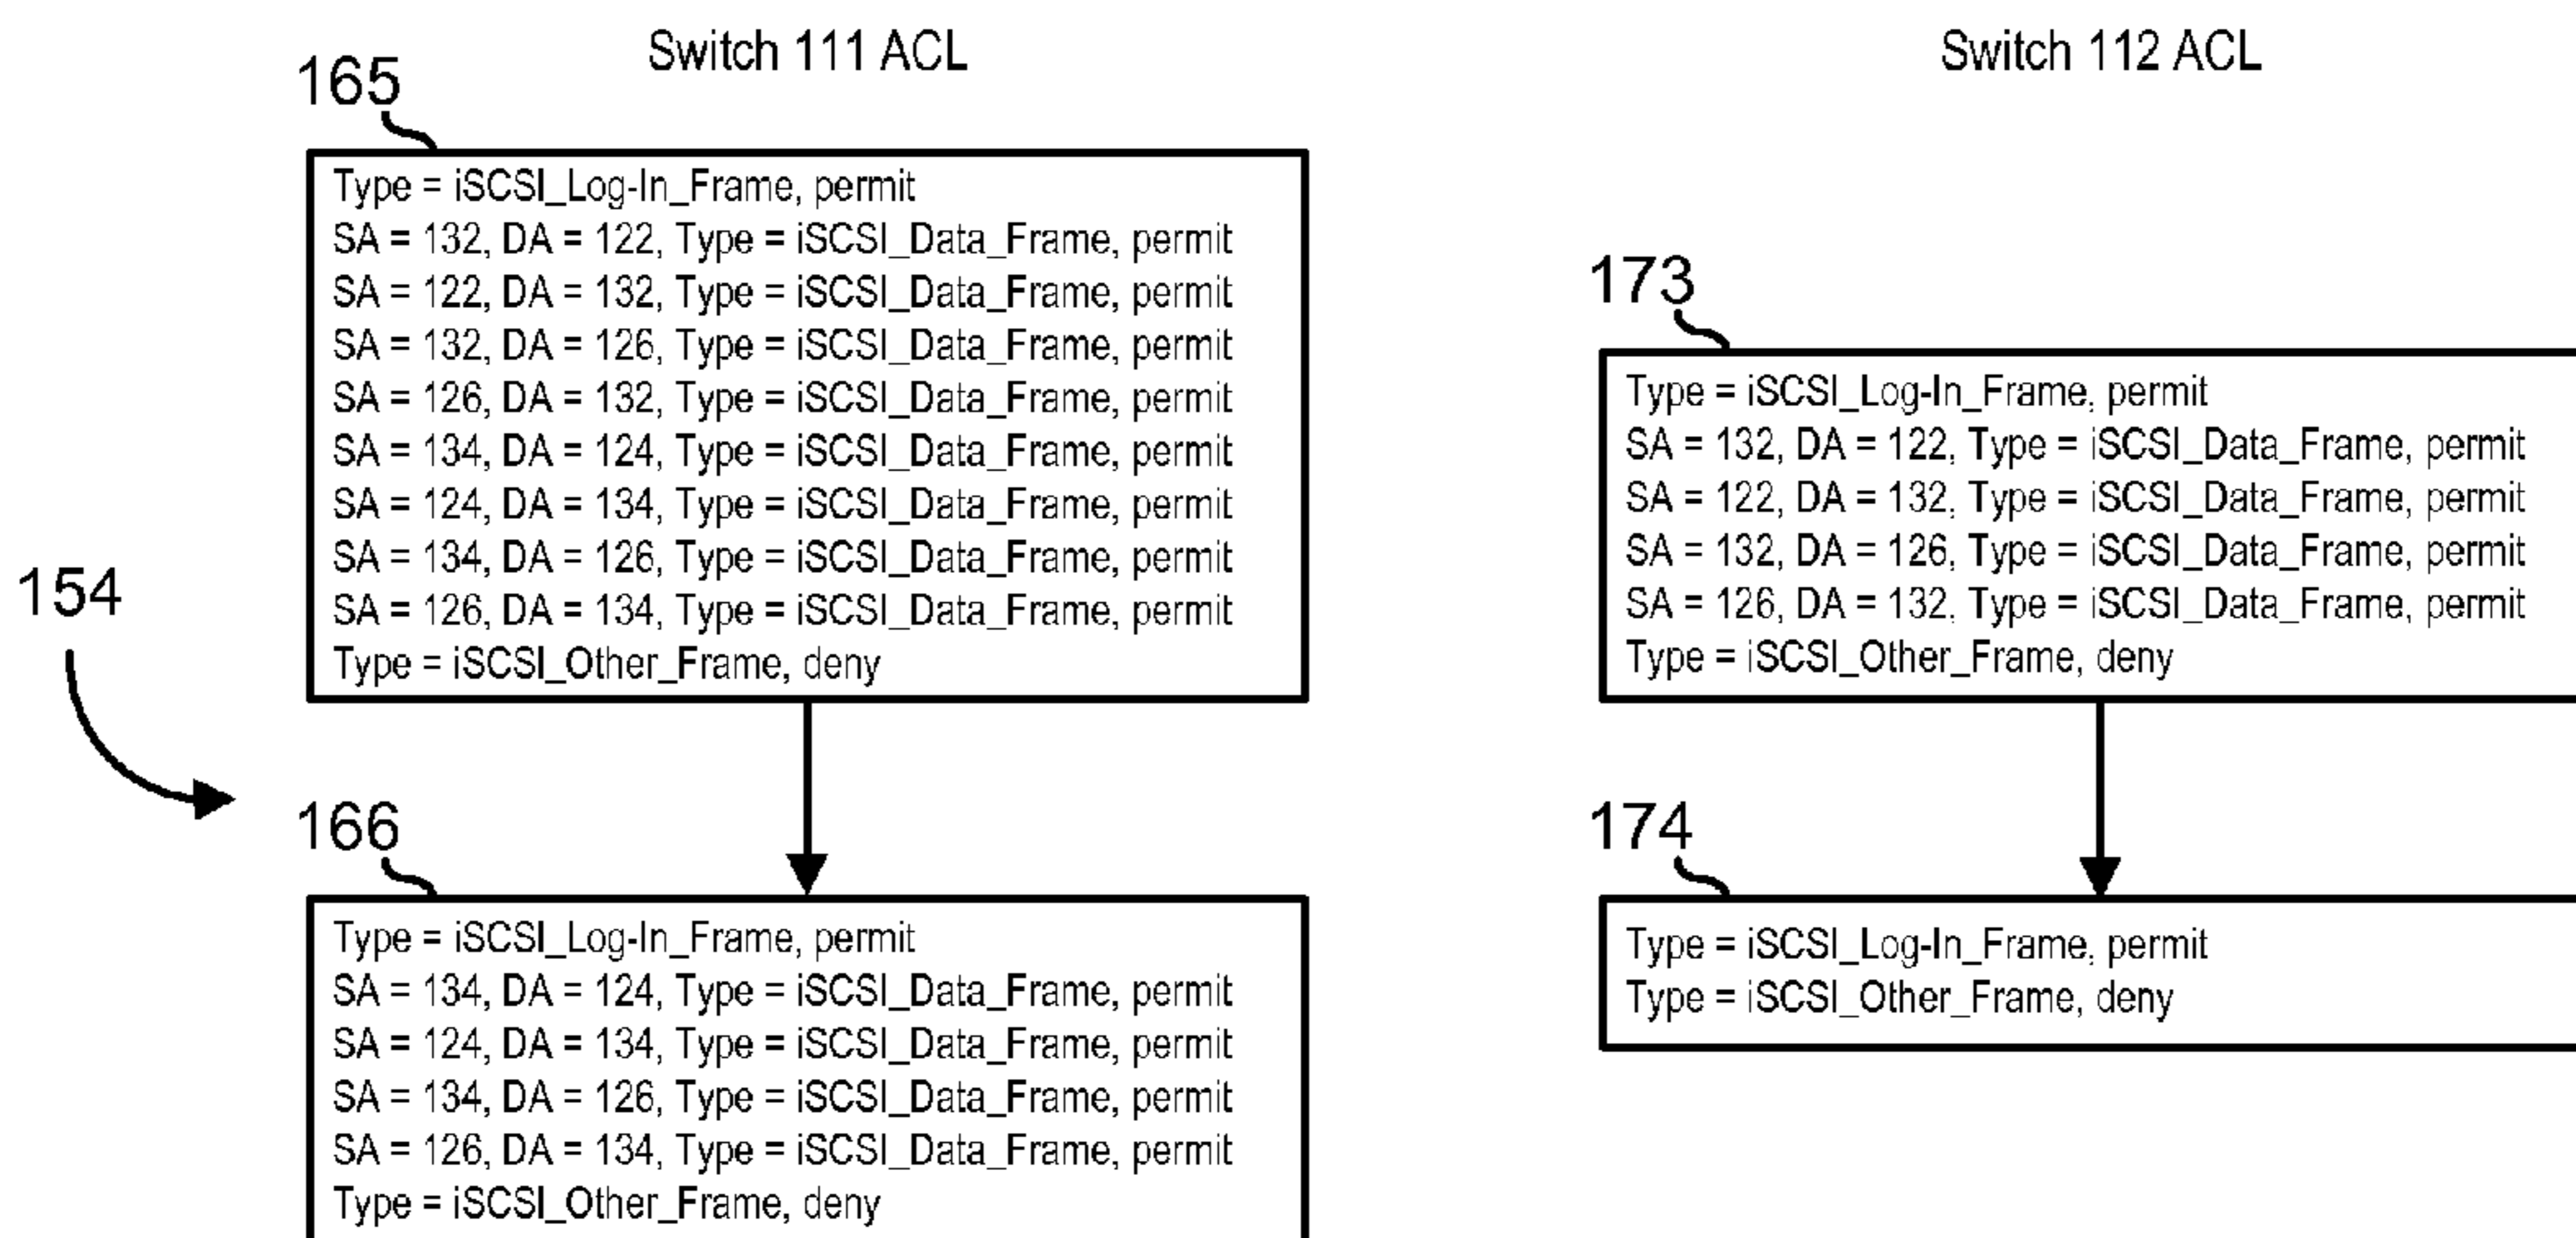 Switch 111 ACL
165
Type = iSCSI_Log-In_Frame, permit
SA = 132, DA = 122, Type = iSCSI_Data_Frame, permit
SA = 122, DA = 132, Type = iSCSI_Data_Frame, permit
SA = 132, DA = 126, Type = iSCSI_Data_Frame, permit
SA = 126, DA = 132, Type = iSCSI_Data_Frame, permit
SA = 134, DA = 124, Type = iSCSI_Data_Frame, permit
SA = 124, DA = 134, Type = iSCSI_Data_Frame, permit
SA = 134, DA = 126, Type = iSCSI_Data_Frame, permit
SA = 126, DA = 134, Type = iSCSI_Data_Frame, permit
Type = iSCSI_Other_Frame, deny
154
166
Type = iSCSI_Log-In_Frame, permit
SA = 134, DA = 124, Type = iSCSI_Data_Frame, permit
SA = 124, DA = 134, Type = iSCSI_Data_Frame, permit
SA = 134, DA = 126, Type = iSCSI_Data_Frame, permit
SA = 126, DA = 134, Type = iSCSI_Data_Frame, permit
Type = iSCSI_Other_Frame, deny
Switch 112 ACL
173
Type = iSCSI_Log-In_Frame, permit
SA = 132, DA = 122, Type = iSCSI_Data_Frame, permit
SA = 122, DA = 132, Type = iSCSI_Data_Frame, permit
SA = 132, DA = 126, Type = iSCSI_Data_Frame, permit
SA = 126, DA = 132, Type = iSCSI_Data_Frame, permit
Type = iSCSI_Other_Frame, deny
174
Type = iSCSI_Log-In_Frame, permit
Type = iSCSI_Other_Frame, deny